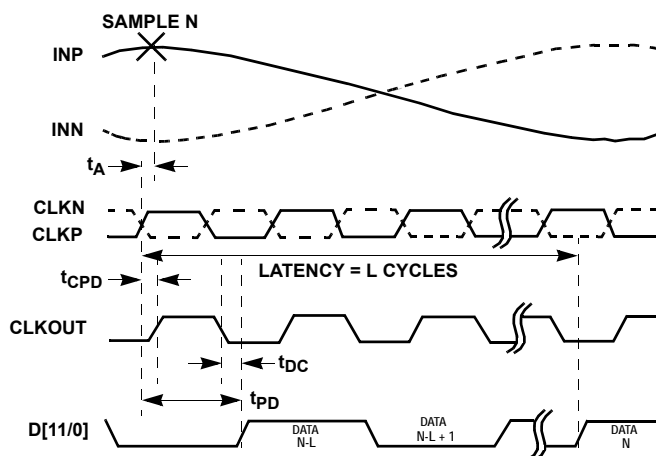 SAMPLE N
INP
INN
tA
CLKN
CLKP
LATENCY = L CYCLES
tCPD
CLKOUT
tDC
tPD
D[11/0]
DATA
N-L
DATA
N-L + 1
DATA
N